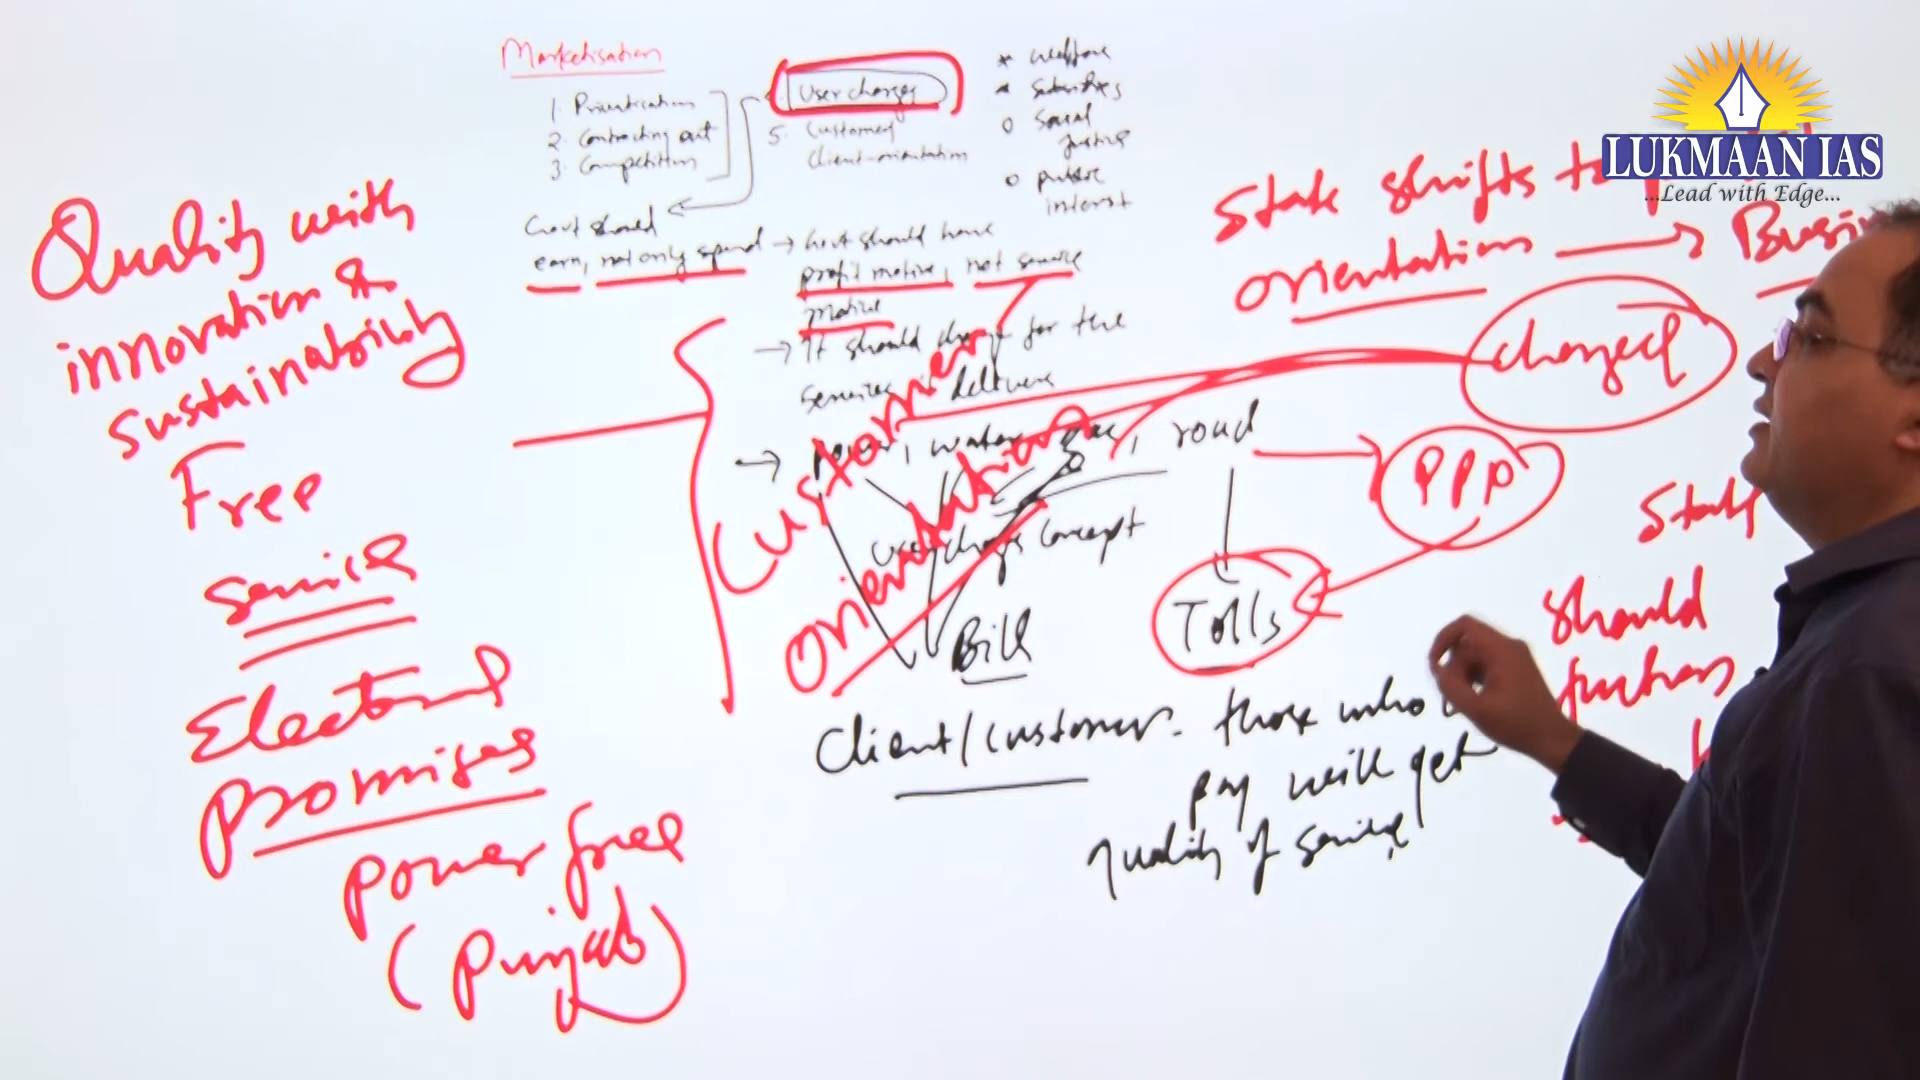 Marketisation
1. Privatisation
2. Contracting out
3. Competition
User charges
5. Customer/
Client-orientation
* welfare
* subsidies
o Social
justice
o public
interest
Govt should
earn, not only spend → Govt should have
profit motive, not service
motive
→ It should charge for the
services it delivers
→ Power, water, gas, road
user charges concept
Bill
Tolls
PPP
Client/customer - those who
pay will get
quality of service
Customer
Orientation
Quality with
innovation &
sustainability
Free
service
Electoral
promises
power free
(Punjab)
State shifts to
orientation →
charged
State
should
function
LUKMAAN IAS
...Lead with Edge...